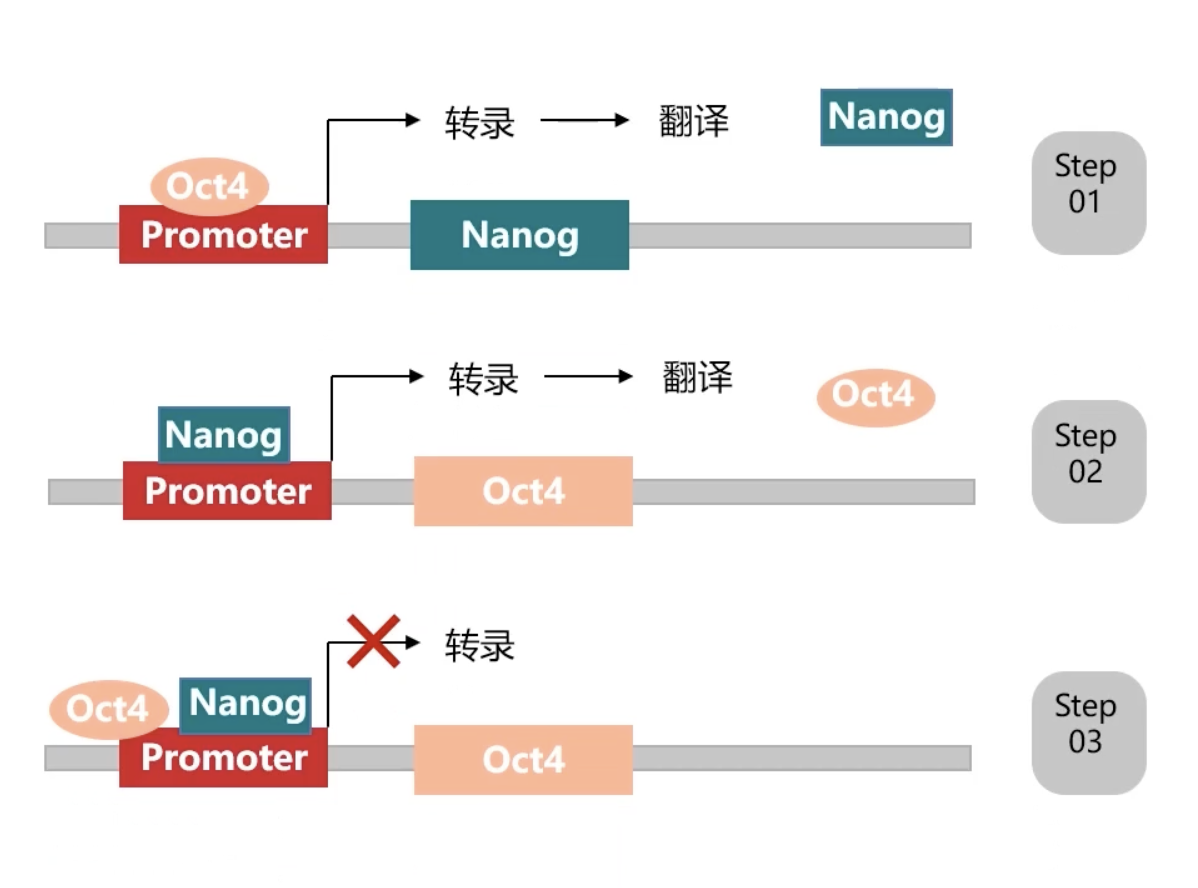 转录
翻译
Nanog
Oct4
Promoter
Nanog
Step
01
转录
翻译
Oct4
Nanog
Promoter
Oct4
Step
02
转录
Oct4
Nanog
Promoter
Oct4
Step
03